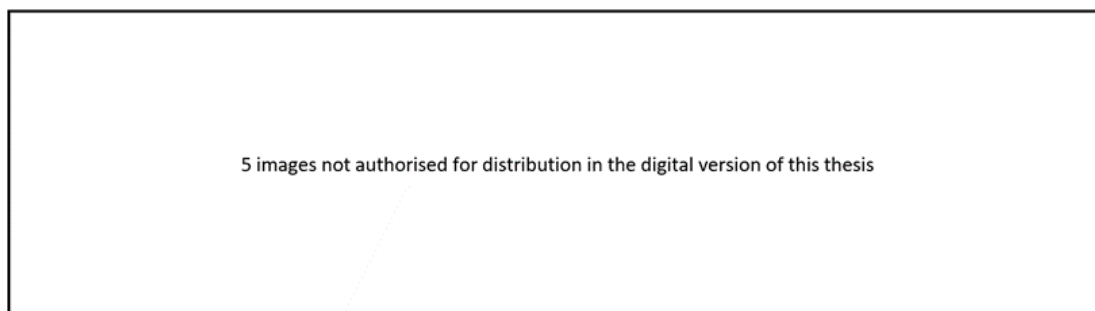 5 images not authorised for distribution in the digital version of this thesis